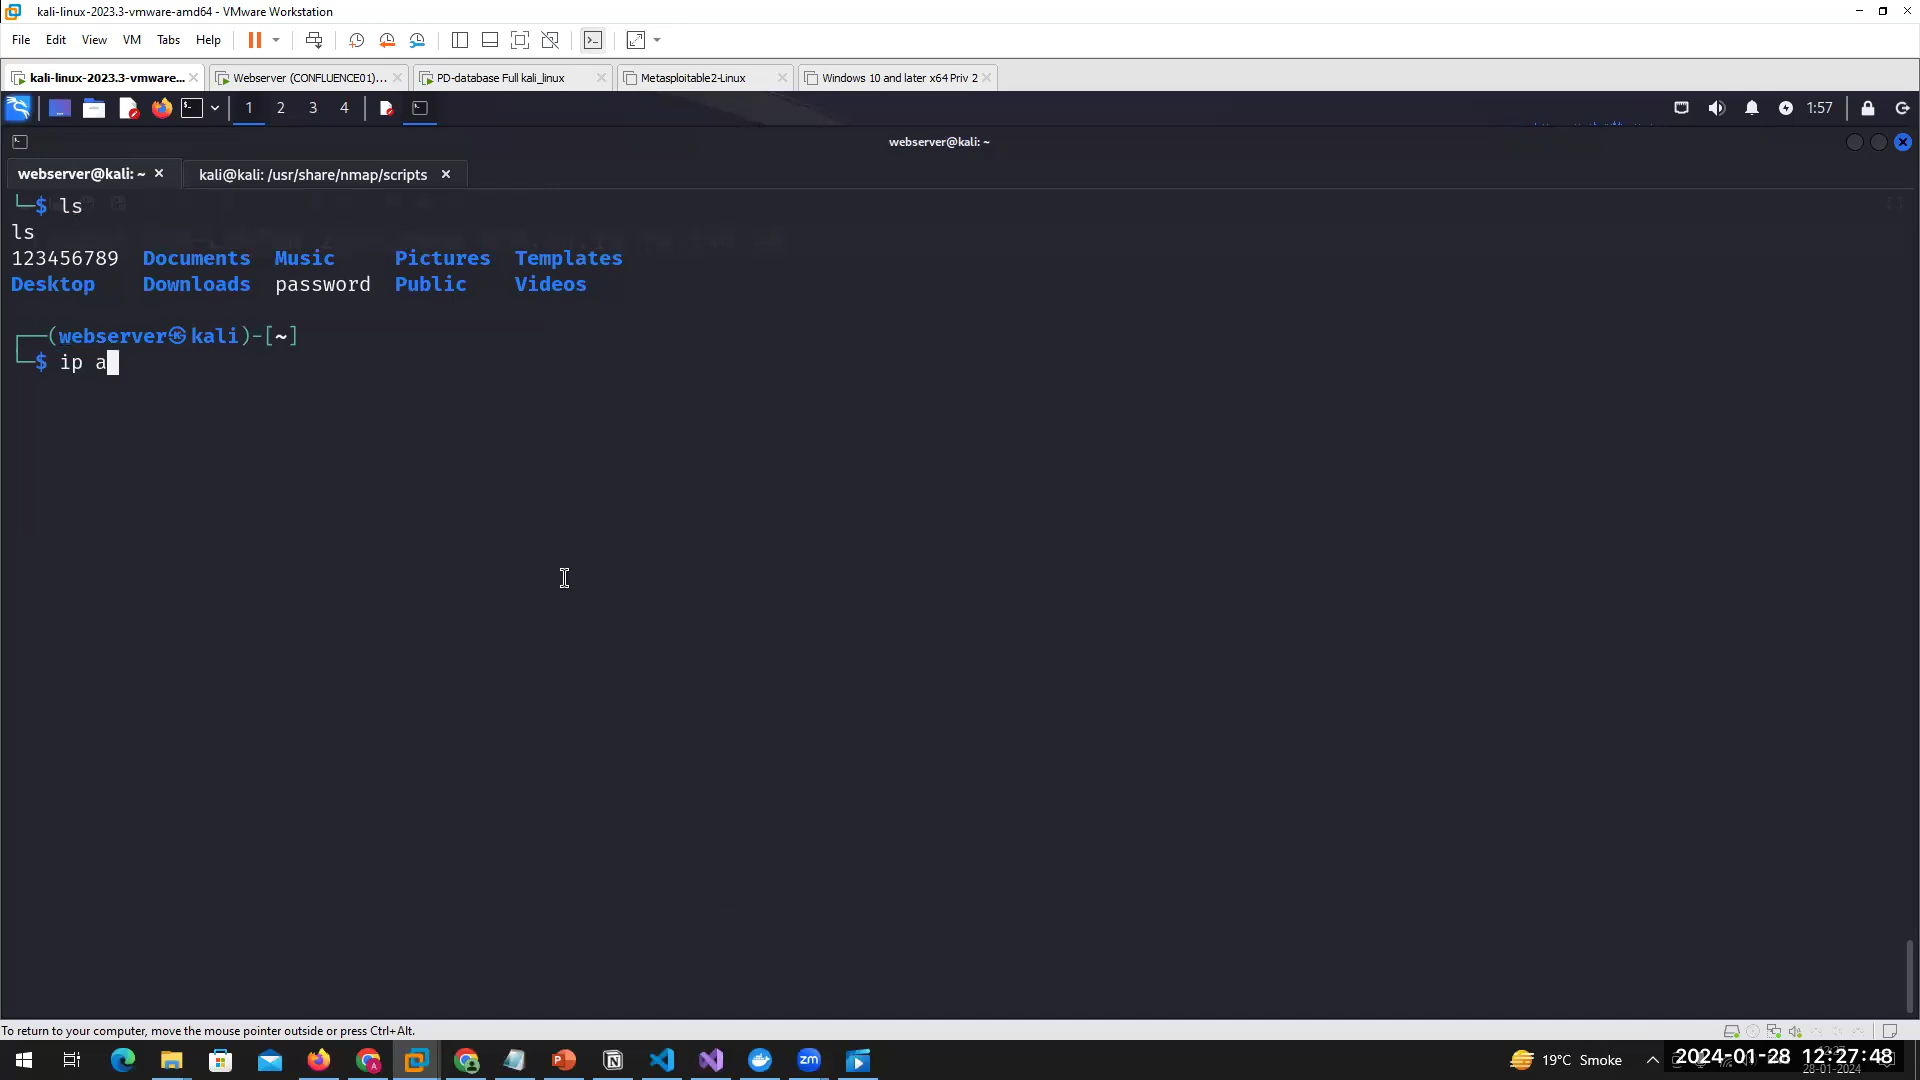 kali-linux-2023.3-vmware-amd64 - VMware Workstation
File Edit View VM Tabs Help
kali-linux-2023.3-vmware... Webserver (CONFLUENCE01)... PD-database Full kali_linux Metasploitable2-Linux Windows 10 and later x64 Priv 2
1 2 3 4 1:57
webserver@kali: ~
webserver@kali: ~ kali@kali: /usr/share/nmap/scripts
└─$ ls
ls
123456789 Documents Music Pictures Templates
Desktop Downloads password Public Videos
┌──(webserver㉿kali)-[~]
└─$ ip a
To return to your computer, move the mouse pointer outside or press Ctrl+Alt.
19°C Smoke 2024-01-28 12:27:48
28-01-2024